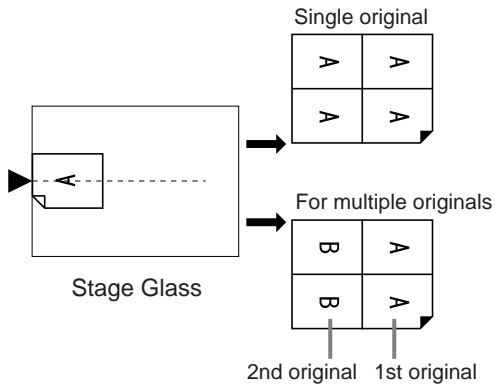 Single original
A A
A A
A
Stage Glass
For multiple originals
B A
B A
2nd original 1st original